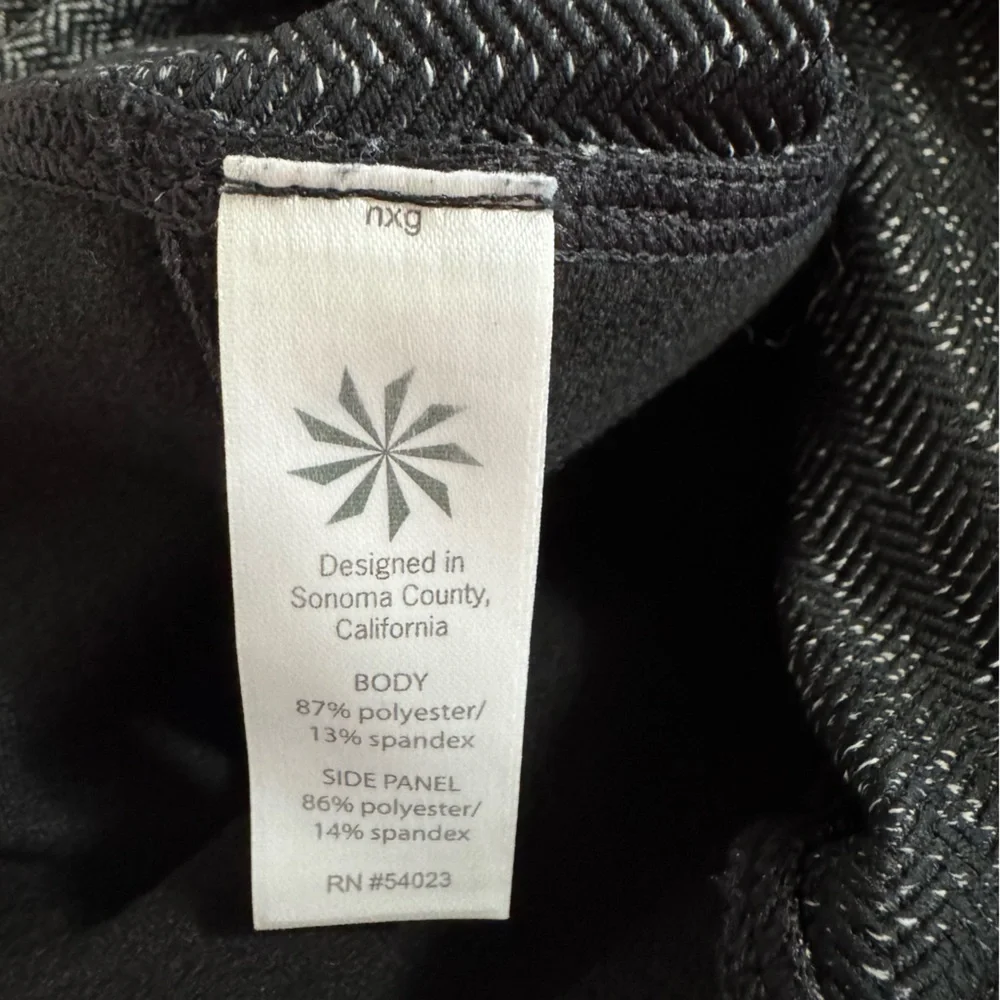 nxg
Designed in
Sonoma County,
California
BODY
87% polyester/
13% spandex
SIDE PANEL
86% polyester/
14% spandex
RN #54023